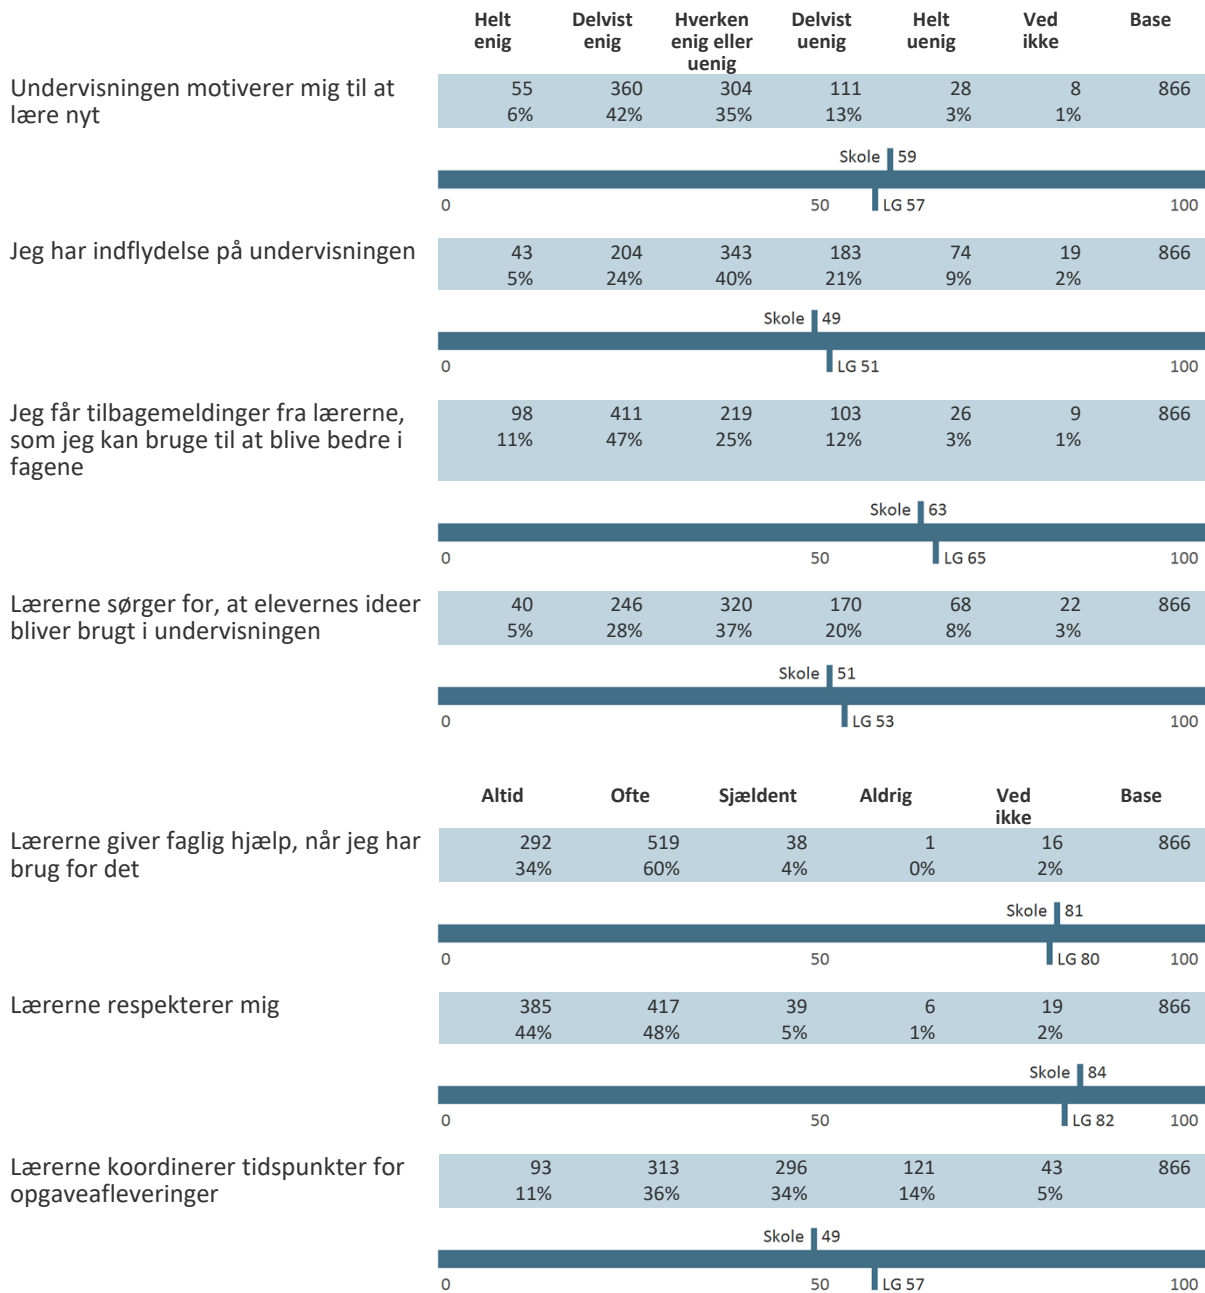 Helt enig Delvist enig Hverken enig eller uenig Delvist uenig Helt uenig Ved ikke Base
Undervisningen motiverer mig til at
lære nyt
55 360 304 111 28 8 866
6% 42% 35% 13% 3% 1%
Skole 59
0 50 LG 57 100
Jeg har indflydelse på undervisningen
43 204 343 183 74 19 866
5% 24% 40% 21% 9% 2%
Skole 49
0 LG 51 100
Jeg får tilbagemeldinger fra lærerne,
som jeg kan bruge til at blive bedre i
fagene
98 411 219 103 26 9 866
11% 47% 25% 12% 3% 1%
Skole 63
0 50 LG 65 100
Lærerne sørger for, at elevernes ideer
bliver brugt i undervisningen
40 246 320 170 68 22 866
5% 28% 37% 20% 8% 3%
Skole 51
0 LG 53 100
Altid Ofte Sjældent Aldrig Ved ikke Base
Lærerne giver faglig hjælp, når jeg har
brug for det
292 519 38 1 16 866
34% 60% 4% 0% 2%
Skole 81
0 50 LG 80 100
Lærerne respekterer mig
385 417 39 6 19 866
44% 48% 5% 1% 2%
Skole 84
0 50 LG 82 100
Lærerne koordinerer tidspunkter for
opgaveafleveringer
93 313 296 121 43 866
11% 36% 34% 14% 5%
Skole 49
0 50 LG 57 100